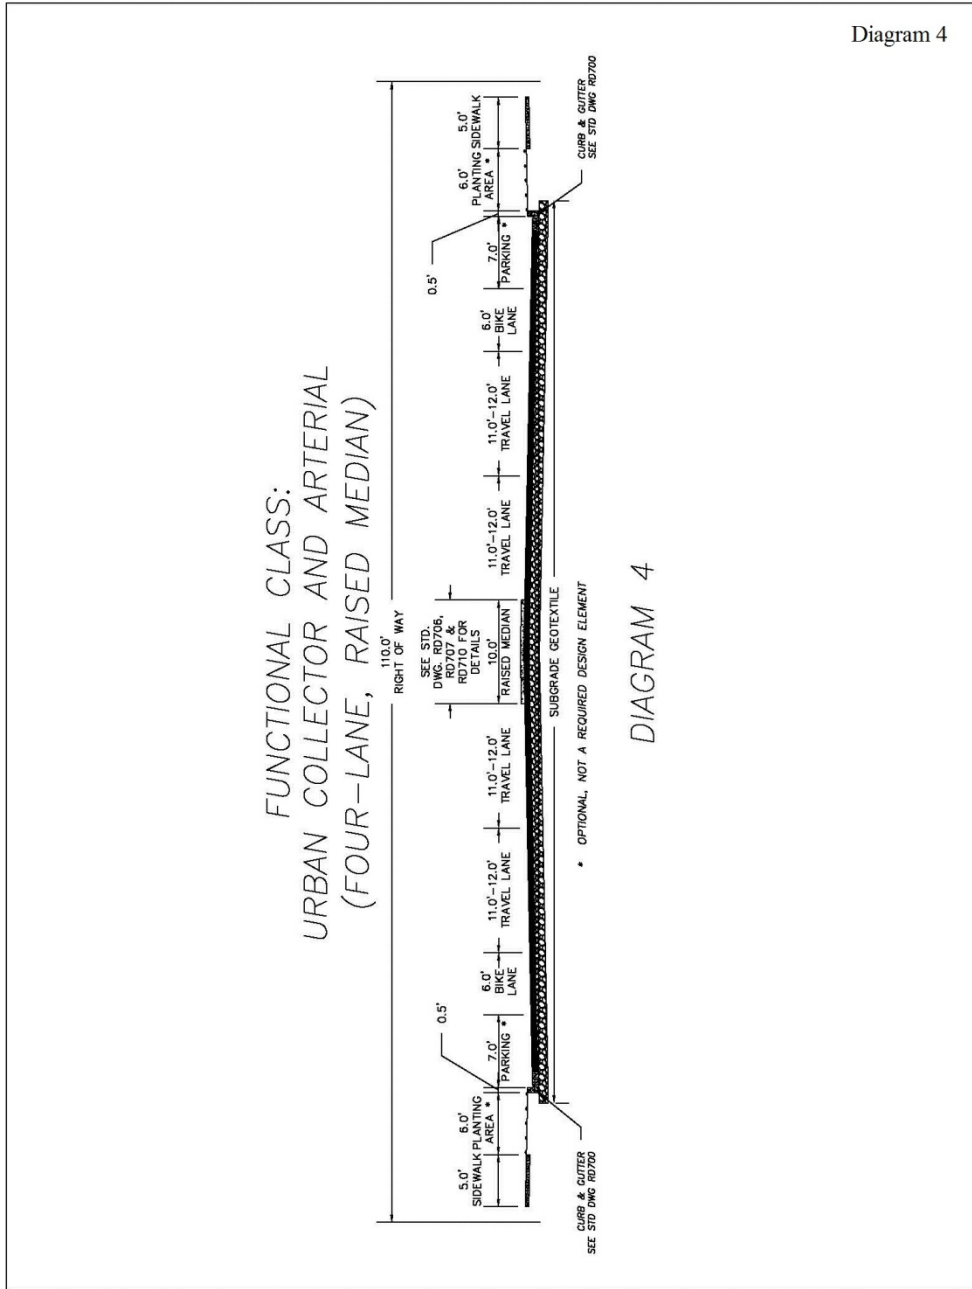 Diagram 4
FUNCTIONAL CLASS:
URBAN COLLECTOR AND ARTERIAL
(FOUR-LANE, RAISED MEDIAN)
110.0'
RIGHT OF WAY
SEE STD.
DWG. RD706,
RD707 &
RD710 FOR
DETAILS
0.5'
0.5'
5.0'
SIDEWALK
6.0'
PLANTING
AREA *
7.0'
PARKING *
6.0'
BIKE
LANE
11.0'-12.0'
TRAVEL LANE
11.0'-12.0'
TRAVEL LANE
10.0'
RAISED MEDIAN
11.0'-12.0'
TRAVEL LANE
11.0'-12.0'
TRAVEL LANE
6.0'
BIKE
LANE
7.0'
PARKING *
6.0'
PLANTING
AREA *
5.0'
SIDEWALK
SUBGRADE GEOTEXTILE
CURB & GUTTER
SEE STD DWG RD700
* OPTIONAL, NOT A REQUIRED DESIGN ELEMENT
CURB & GUTTER
SEE STD DWG RD700
DIAGRAM 4